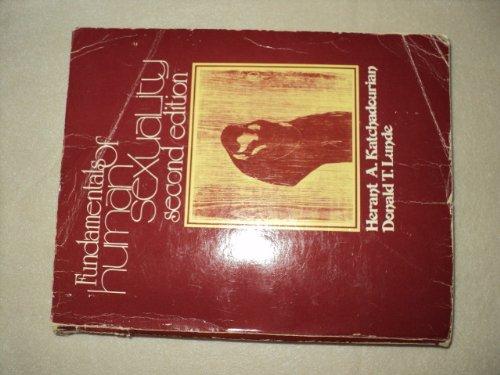 Fundamentals of
human
sexuality
second edition
Herant A. Katchadourian
Donald T. Lunde